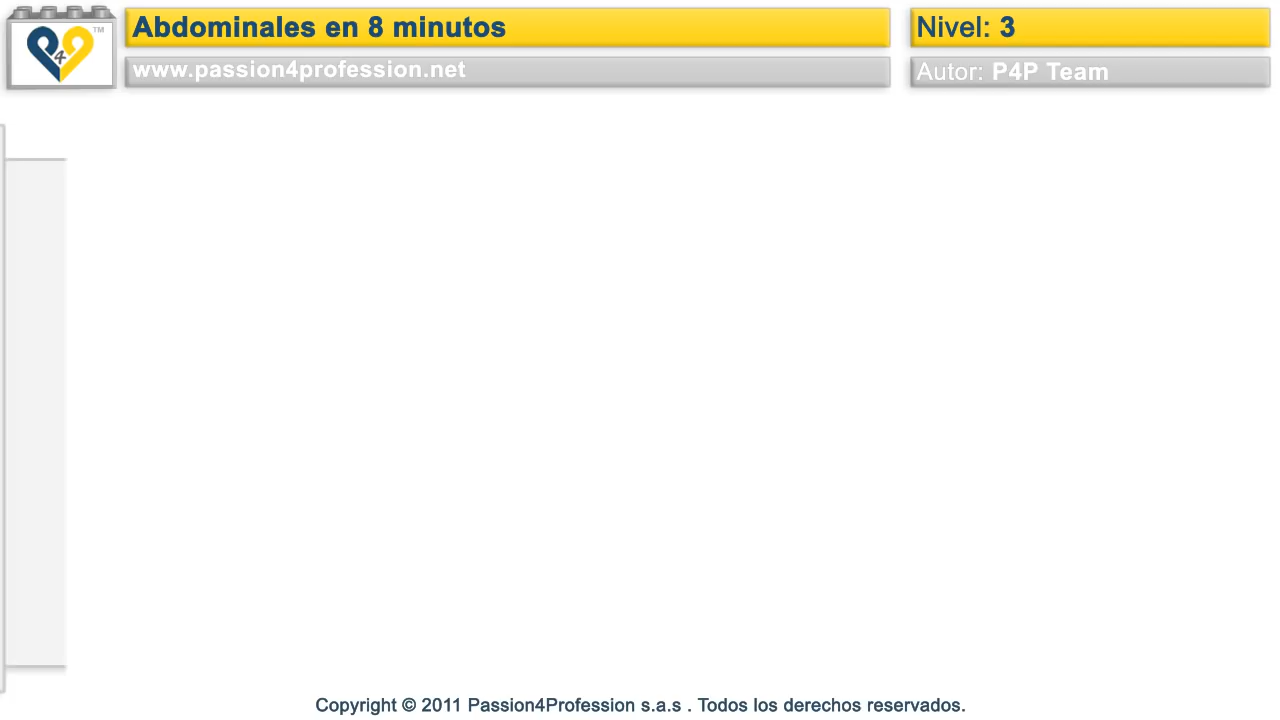 Abdominales en 8 minutos
Nivel: 3
P4P™
www.passion4profession.net
Autor: P4P Team
Copyright © 2011 Passion4Profession s.a.s . Todos los derechos reservados.